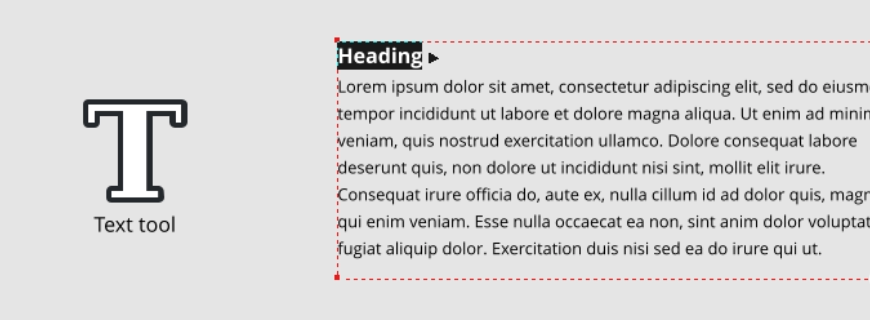 Heading
Lorem ipsum dolor sit amet, consectetur adipiscing elit, sed do eiusm
tempor incididunt ut labore et dolore magna aliqua. Ut enim ad minim
veniam, quis nostrud exercitation ullamco. Dolore consequat labore
deserunt quis, non dolore ut incididunt nisi sint, mollit elit irure.
Consequat irure officia do, aute ex, nulla cillum id ad dolor quis, magn
qui enim veniam. Esse nulla occaecat ea non, sint anim dolor voluptat
fugiat aliquip dolor. Exercitation duis nisi sed ea do irure qui ut.
T
Text tool